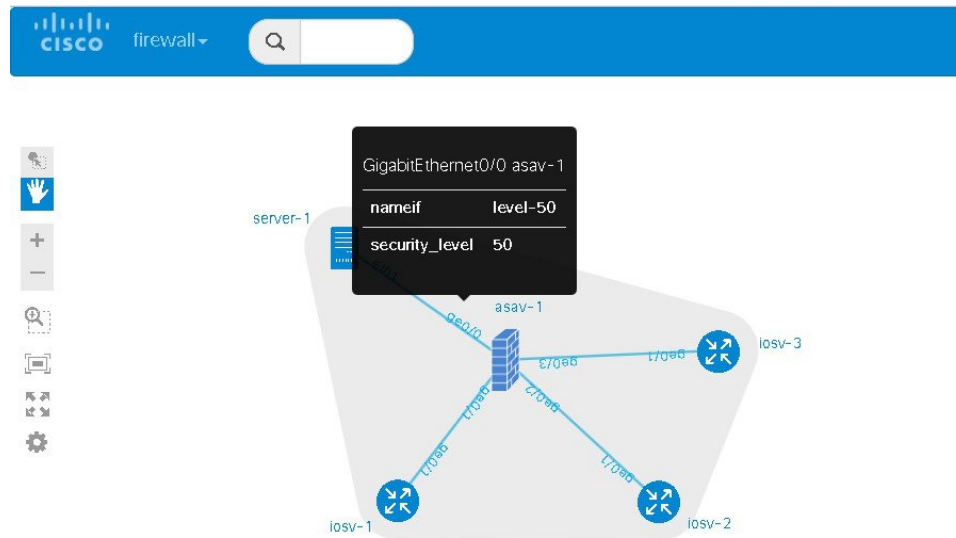 CISCO firewall
GigabitEthernet0/0 asav-1
nameif level-50
security_level 50
server-1
eth1
ge0/0
asav-1
iosv-3
ge0/3
ge0/1
ge0/1
ge0/2
ge0/1
ge0/1
iosv-1
iosv-2